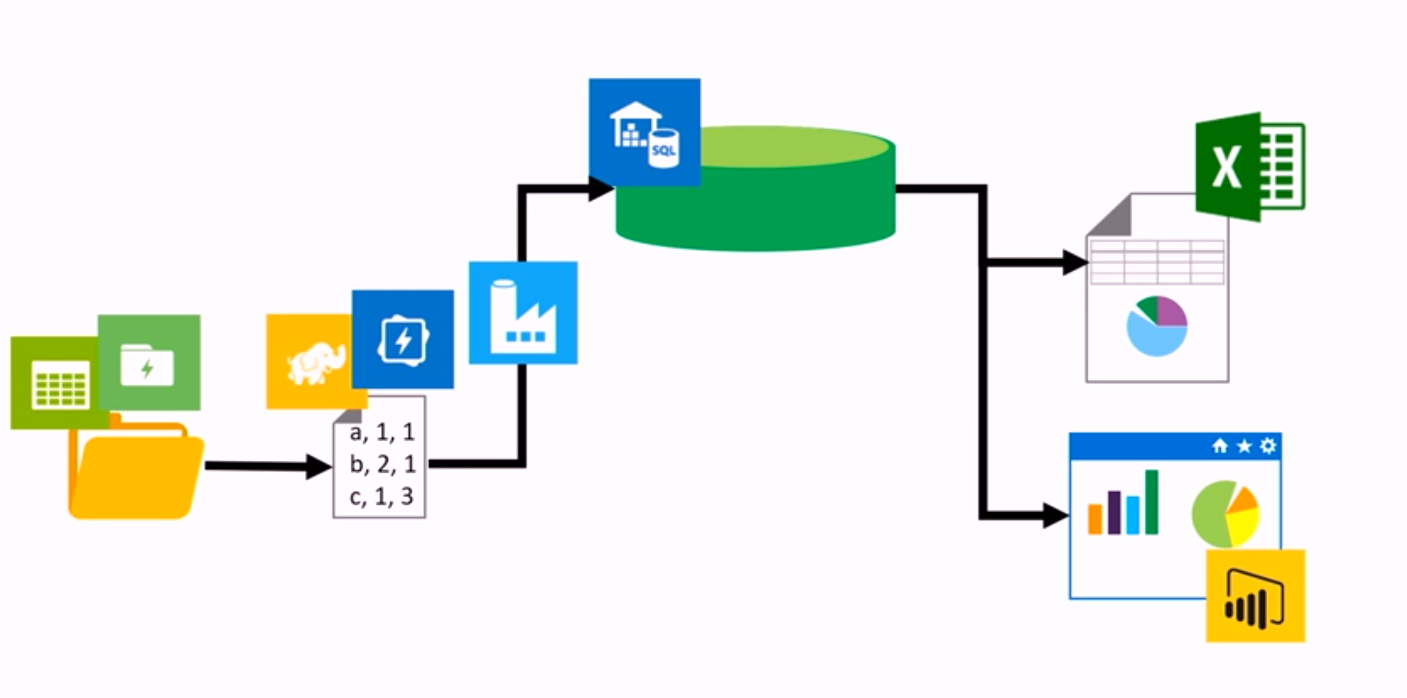 SQL
X
a, 1, 1
b, 2, 1
c, 1, 3